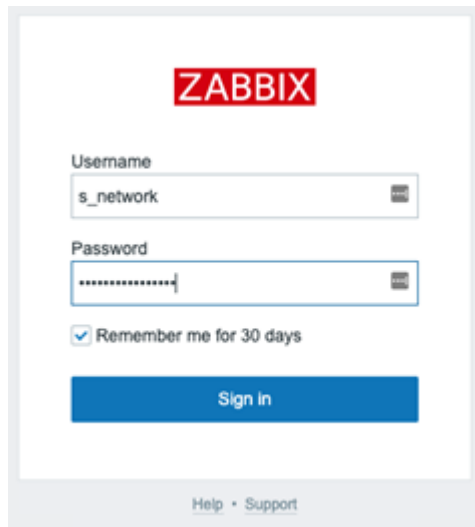 ZABBIX
Username
s_network
Password
••••••••••••••••
Remember me for 30 days
Sign in
Help • Support